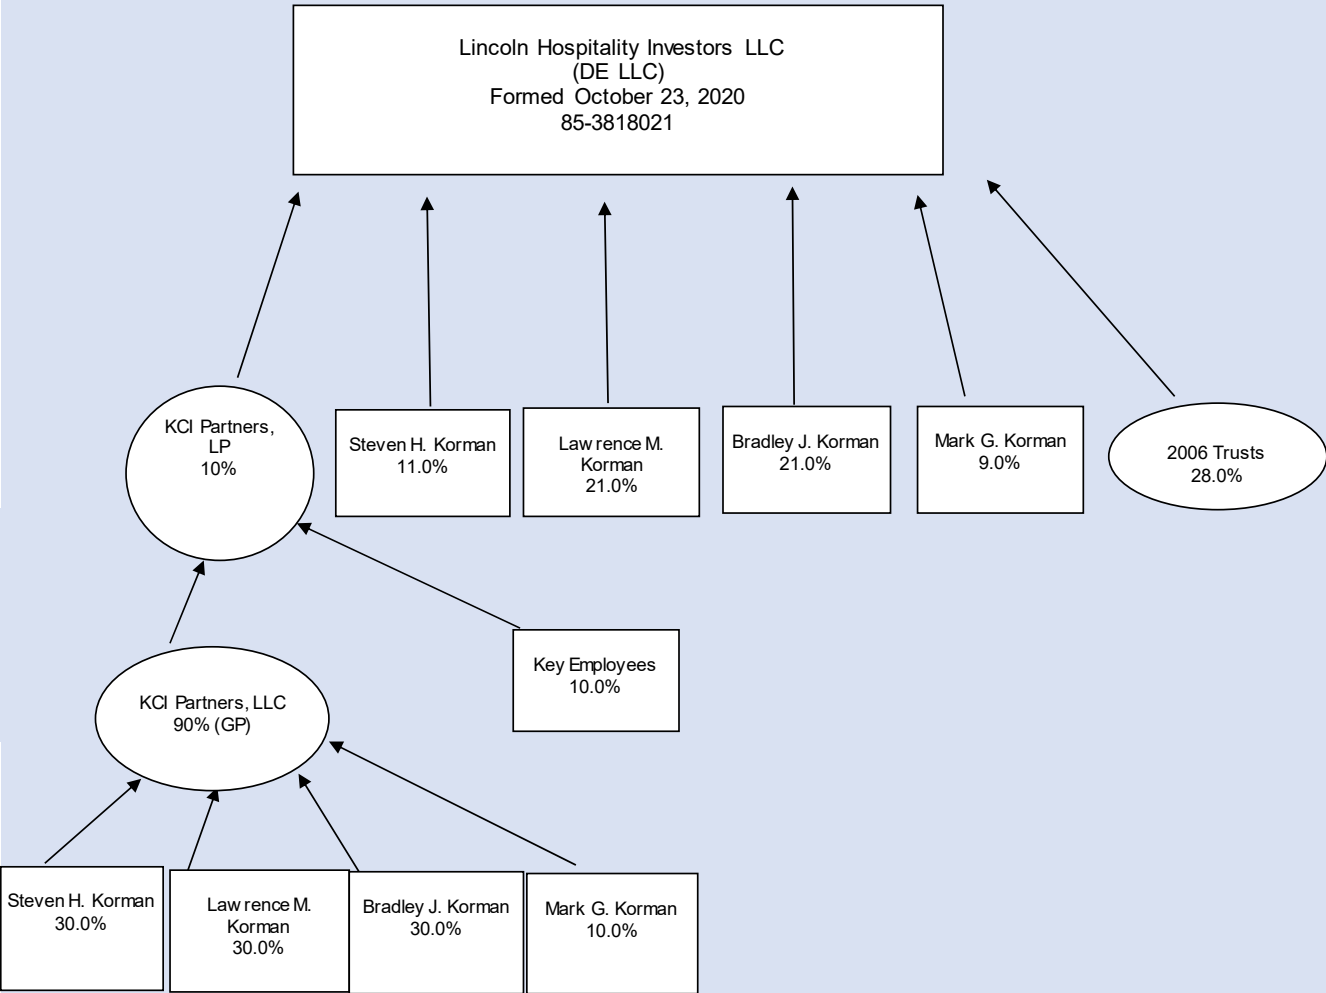 Lincoln Hospitality Investors LLC
(DE LLC)
Formed October 23, 2020
85-3818021
KCI Partners,
LP
10%
Steven H. Korman
11.0%
Lawrence M.
Korman
21.0%
Bradley J. Korman
21.0%
Mark G. Korman
9.0%
2006 Trusts
28.0%
Key Employees
10.0%
KCI Partners, LLC
90% (GP)
Steven H. Korman
30.0%
Lawrence M.
Korman
30.0%
Bradley J. Korman
30.0%
Mark G. Korman
10.0%